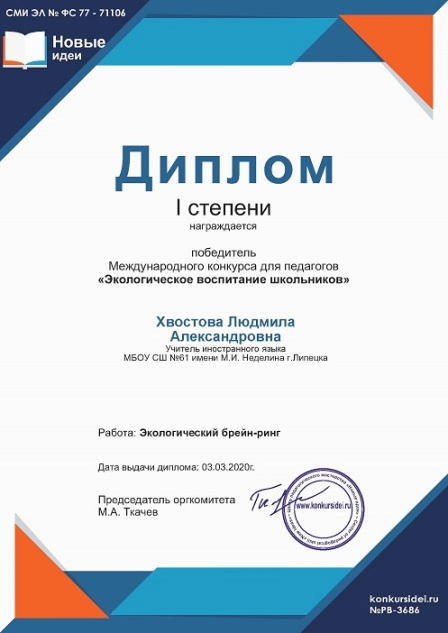 СМИ ЭЛ № ФС 77 - 71106
Новые
идеи
Диплом
I степени
награждается
победитель
Международного конкурса для педагогов
«Экологическое воспитание школьников»
Хвостова Людмила
Александровна
Учитель иностранного языка
МБОУ СШ №61 имени М.И. Неделина г.Липецка
Работа: Экологический брейн-ринг
Дата выдачи диплома: 03.03.2020г.
Председатель оргкомитета
М.А. Ткачев
www.konkursidei.ru
konkursidei.ru
№PB-3686